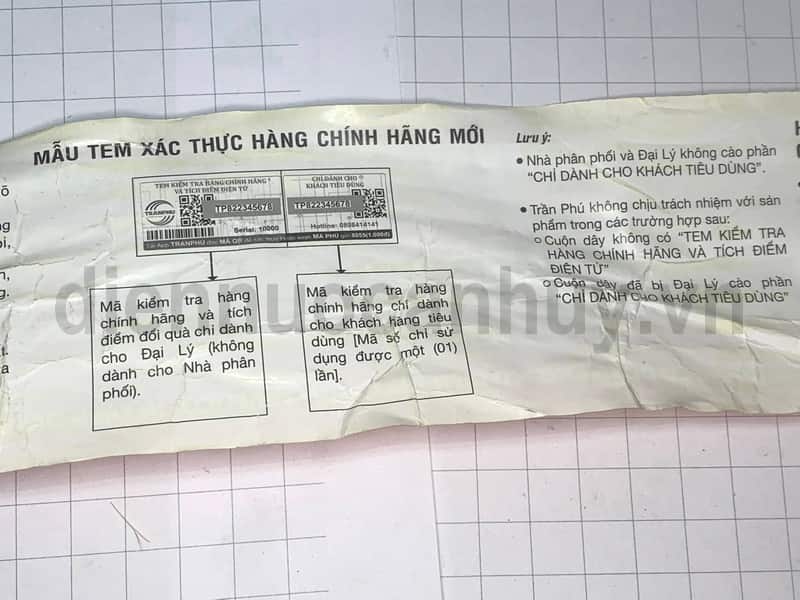 MẪU TEM XÁC THỰC HÀNG CHÍNH HÃNG MỚI
TEM KIỂM TRA HÀNG CHÍNH HÃNG
VÀ TÍCH ĐIỂM ĐIỆN TỬ
TRANPHU
TP822345678
Serial: 10000
CHỈ DÀNH CHO
KHÁCH TIÊU DÙNG
TP822345678
Hotline: 0898414141
Mã kiểm tra hàng
chính hãng và tích
điểm đổi quà chỉ dành
cho Đại Lý (không
dành cho Nhà phân
phối).
Mã kiểm tra hàng
chính hãng chỉ dành
cho khách hàng tiêu
dùng [Mã số chỉ sử
dụng được một (01)
lần].
Lưu ý:
• Nhà phân phối và Đại Lý không cào phần
"CHỈ DÀNH CHO KHÁCH TIÊU DÙNG".
• Trần Phú không chịu trách nhiệm với sản
phẩm trong các trường hợp sau:
o Cuộn dây không có "TEM KIỂM TRA
HÀNG CHÍNH HÃNG VÀ TÍCH ĐIỂM
ĐIỆN TỬ"
o Cuộn dây đã bị Đại Lý cào phần
"CHỈ DÀNH CHO KHÁCH TIÊU DÙNG"